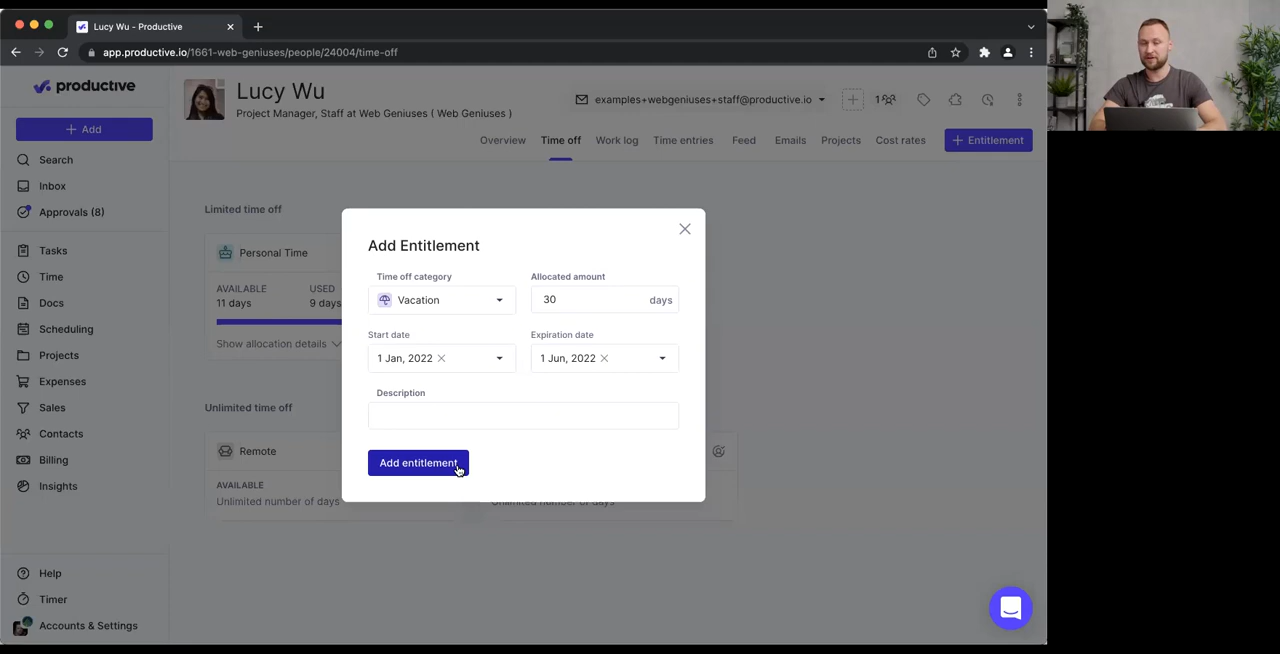 Lucy Wu - Productive
app.productive.io/1661-web-geniuses/people/24004/time-off
productive
Add
Search
Inbox
Approvals (8)
Tasks
Time
Docs
Scheduling
Projects
Expenses
Sales
Contacts
Billing
Insights
Help
Timer
Accounts & Settings
Lucy Wu
Project Manager, Staff at Web Geniuses ( Web Geniuses )
examples+webgeniuses+staff@productive.io
1
Overview Time off Work log Time entries Feed Emails Projects Cost rates + Entitlement
Limited time off
Personal Time
AVAILABLE USED
11 days 9 days
Show allocation details
Unlimited time off
Remote
AVAILABLE
Unlimited number of days
Unlimited number of days
Add Entitlement
Time off category Allocated amount
Vacation 30 days
Start date Expiration date
1 Jan, 2022 1 Jun, 2022
Description
Add entitlement